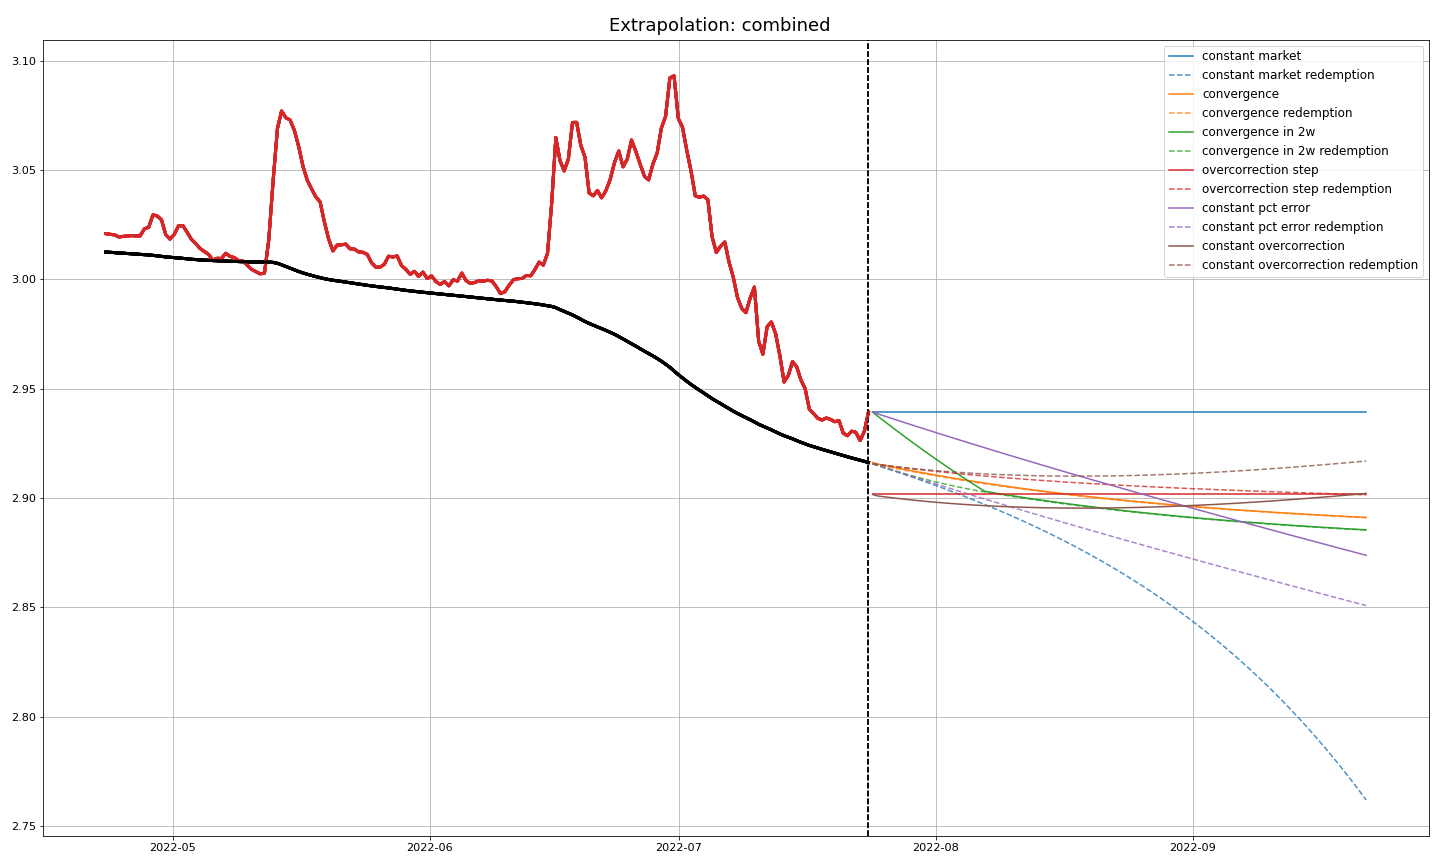 Extrapolation: combined
3.10
3.05
3.00
2.95
2.90
2.85
2.80
2.75
constant market
constant market redemption
convergence
convergence redemption
convergence in 2w
convergence in 2w redemption
overcorrection step
overcorrection step redemption
constant pct error
constant pct error redemption
constant overcorrection
constant overcorrection redemption
2022-05
2022-06
2022-07
2022-08
2022-09